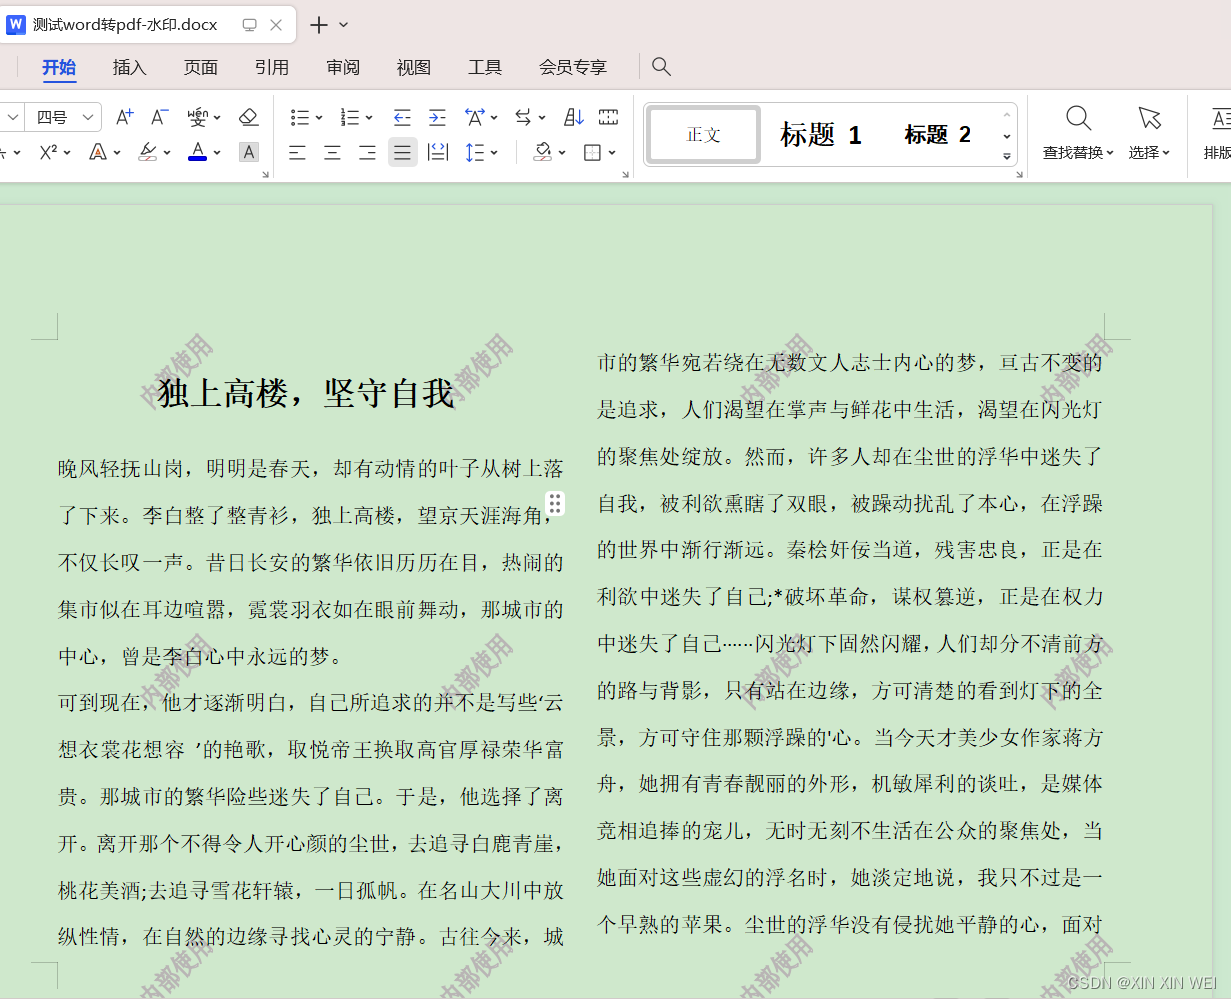 测试word转pdf-水印.docx
开始 插入 页面 引用 审阅 视图 工具 会员专享
四号
正文 标题 1 标题 2
查找替换 选择 排版
独上高楼，坚守自我
晚风轻抚山岗，明明是春天，却有动情的叶子从树上落
了下来。李白整了整青衫，独上高楼，望京天涯海角，
不仅长叹一声。昔日长安的繁华依旧历历在目，热闹的
集市似在耳边喧嚣，霓裳羽衣如在眼前舞动，那城市的
中心，曾是李白心中永远的梦。
可到现在，他才逐渐明白，自己所追求的并不是写些‘云
想衣裳花想容 ’的艳歌，取悦帝王换取高官厚禄荣华富
贵。那城市的繁华险些迷失了自己。于是，他选择了离
开。离开那个不得令人开心颜的尘世，去追寻白鹿青崖，
桃花美酒;去追寻雪花轩辕，一日孤帆。在名山大川中放
纵性情，在自然的边缘寻找心灵的宁静。古往今来，城
市的繁华宛若绕在无数文人志士内心的梦，亘古不变的
是追求，人们渴望在掌声与鲜花中生活，渴望在闪光灯
的聚焦处绽放。然而，许多人却在尘世的浮华中迷失了
自我，被利欲熏瞎了双眼，被躁动扰乱了本心，在浮躁
的世界中渐行渐远。秦桧奸佞当道，残害忠良，正是在
利欲中迷失了自己;*破坏革命，谋权篡逆，正是在权力
中迷失了自己······闪光灯下固然闪耀，人们却分不清前方
的路与背影，只有站在边缘，方可清楚的看到灯下的全
景，方可守住那颗浮躁的'心。当今天才美少女作家蒋方
舟，她拥有青春靓丽的外形，机敏犀利的谈吐，是媒体
竞相追捧的宠儿，无时无刻不生活在公众的聚焦处，当
她面对这些虚幻的浮名时，她淡定地说，我只不过是一
个早熟的苹果。尘世的浮华没有侵扰她平静的心，面对
内部使用 内部使用 内部使用 内部使用
内部使用 内部使用 内部使用 内部使用
内部使用 内部使用 内部使用 内部使用
CSDN @XIN XIN WEI